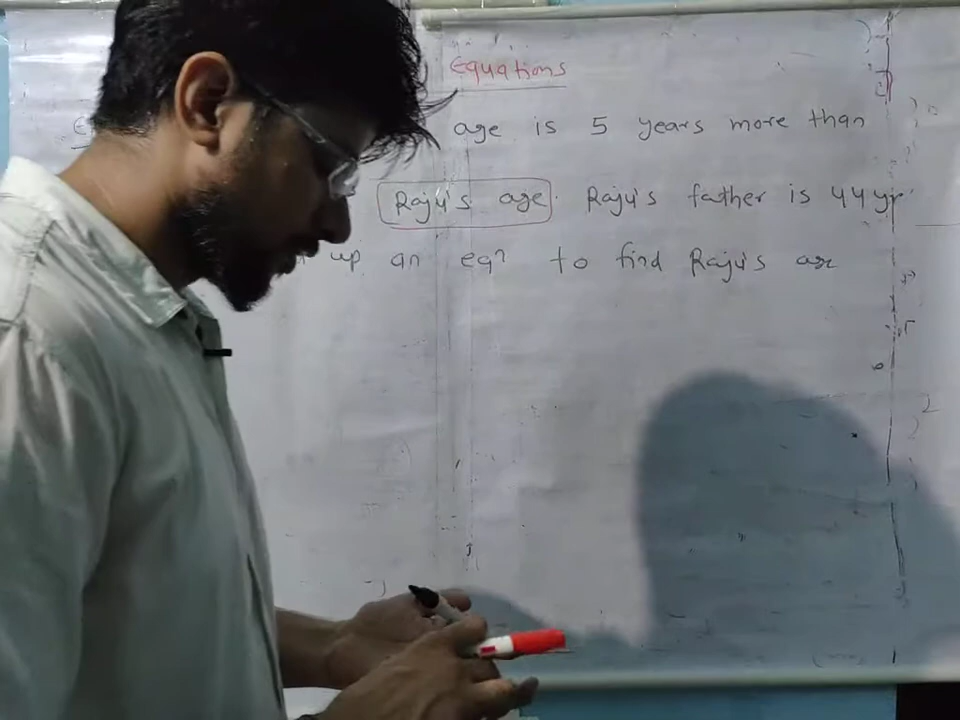 Equations
age is 5 years more than
Raju's age. Raju's father is 44 yr.
up an eqn to find Raju's age